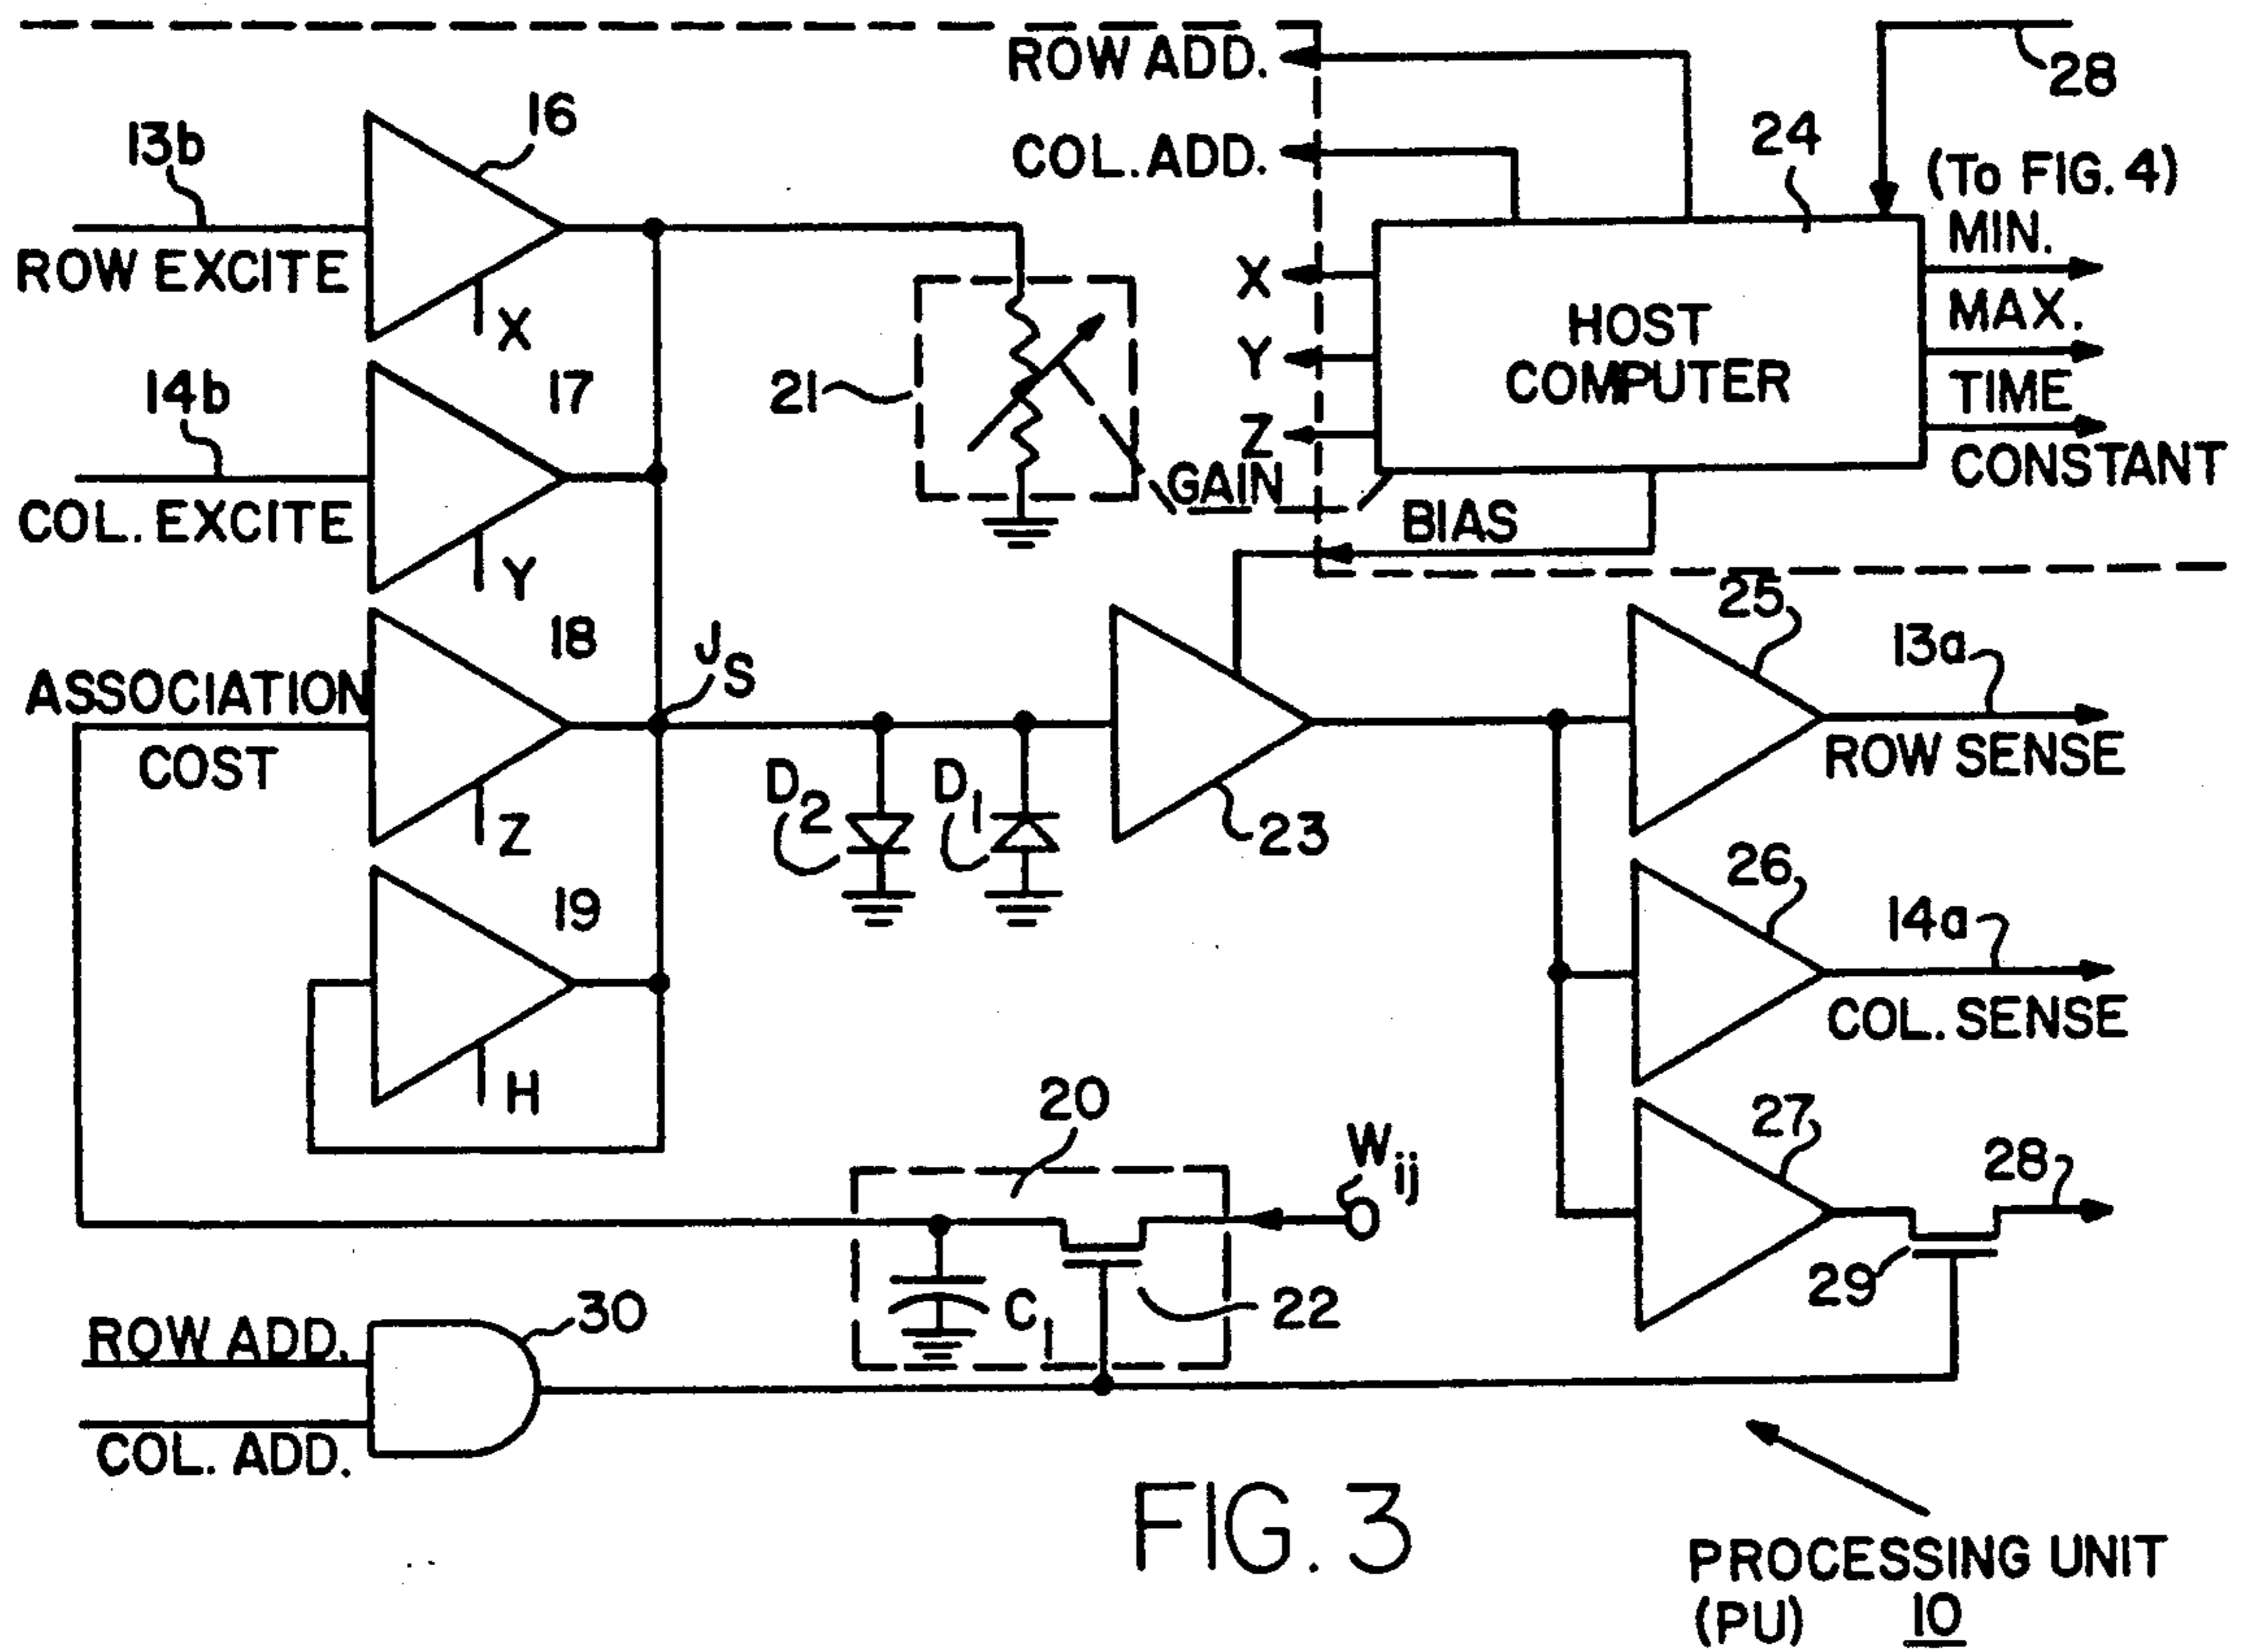 ROW ADD.
28
16
COL. ADD.
24
13b
(To FIG. 4)
MIN.
ROW EXCITE
X
X
HOST
COMPUTER
MAX.
14b
17
21
Y
TIME
Z
GAIN
CONSTANT
COL. EXCITE
Y
BIAS
18
JS
25
13a
ASSOCIATION
COST
D2
D1
ROW SENSE
Z
23
19
26
14a
COL. SENSE
H
20
Wij
27
28
30
C1
22
29
ROW ADD.
COL. ADD.
FIG. 3
PROCESSING UNIT
(PU) 10